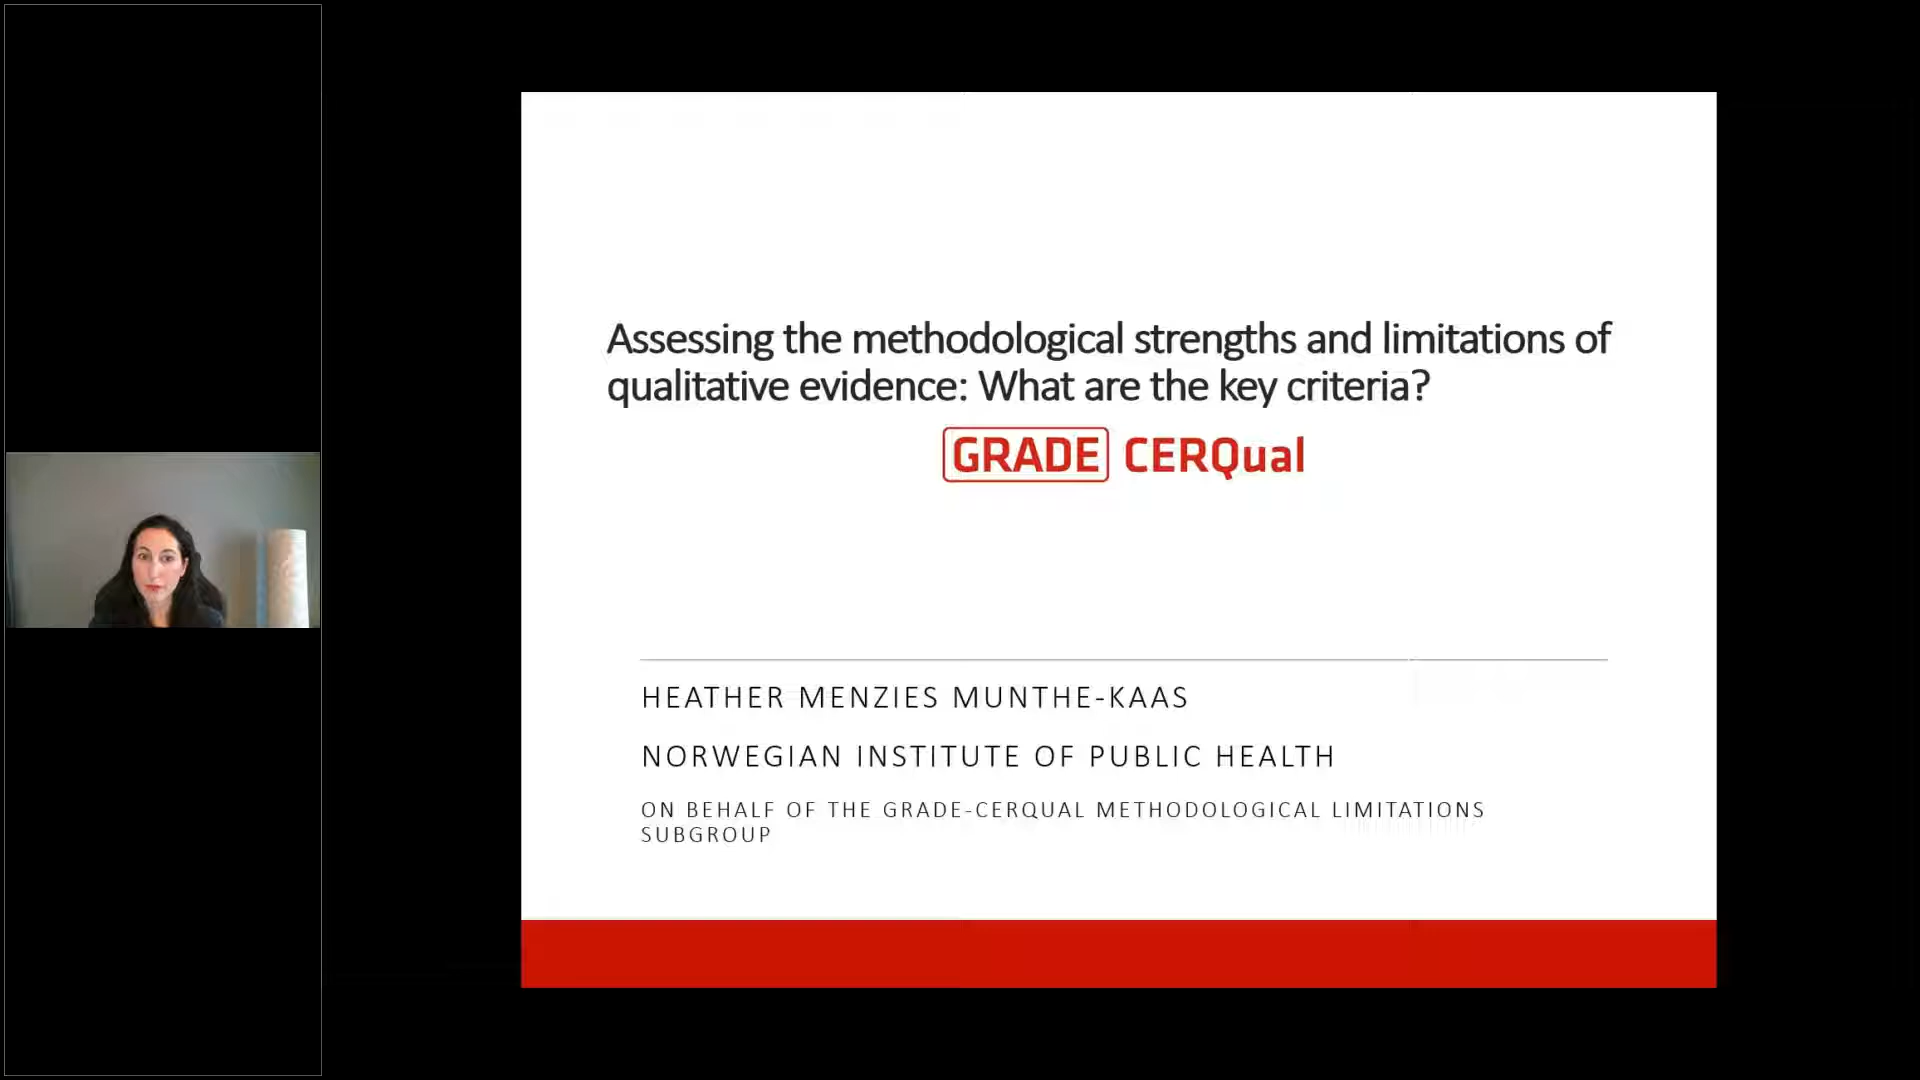 Assessing the methodological strengths and limitations of
qualitative evidence: What are the key criteria?
GRADE CERQual
HEATHER MENZIES MUNTHE-KAAS
NORWEGIAN INSTITUTE OF PUBLIC HEALTH
ON BEHALF OF THE GRADE-CERQUAL METHODOLOGICAL LIMITATIONS
SUBGROUP